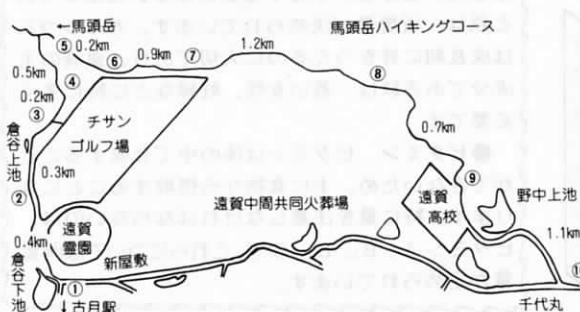 ←馬頭岳
馬頭岳ハイキングコース
⑤
0.2km
⑥
0.9km
⑦
1.2km
0.5km
④
⑧
0.2km
③
チサン
ゴルフ場
0.7km
倉谷上池
0.3km
⑨
遠賀中間共同火葬場
遠賀
高校
野中上池
②
遠賀
霊園
1.1km
0.4km
新屋敷
倉谷下池
①
↓古月駅
千代丸